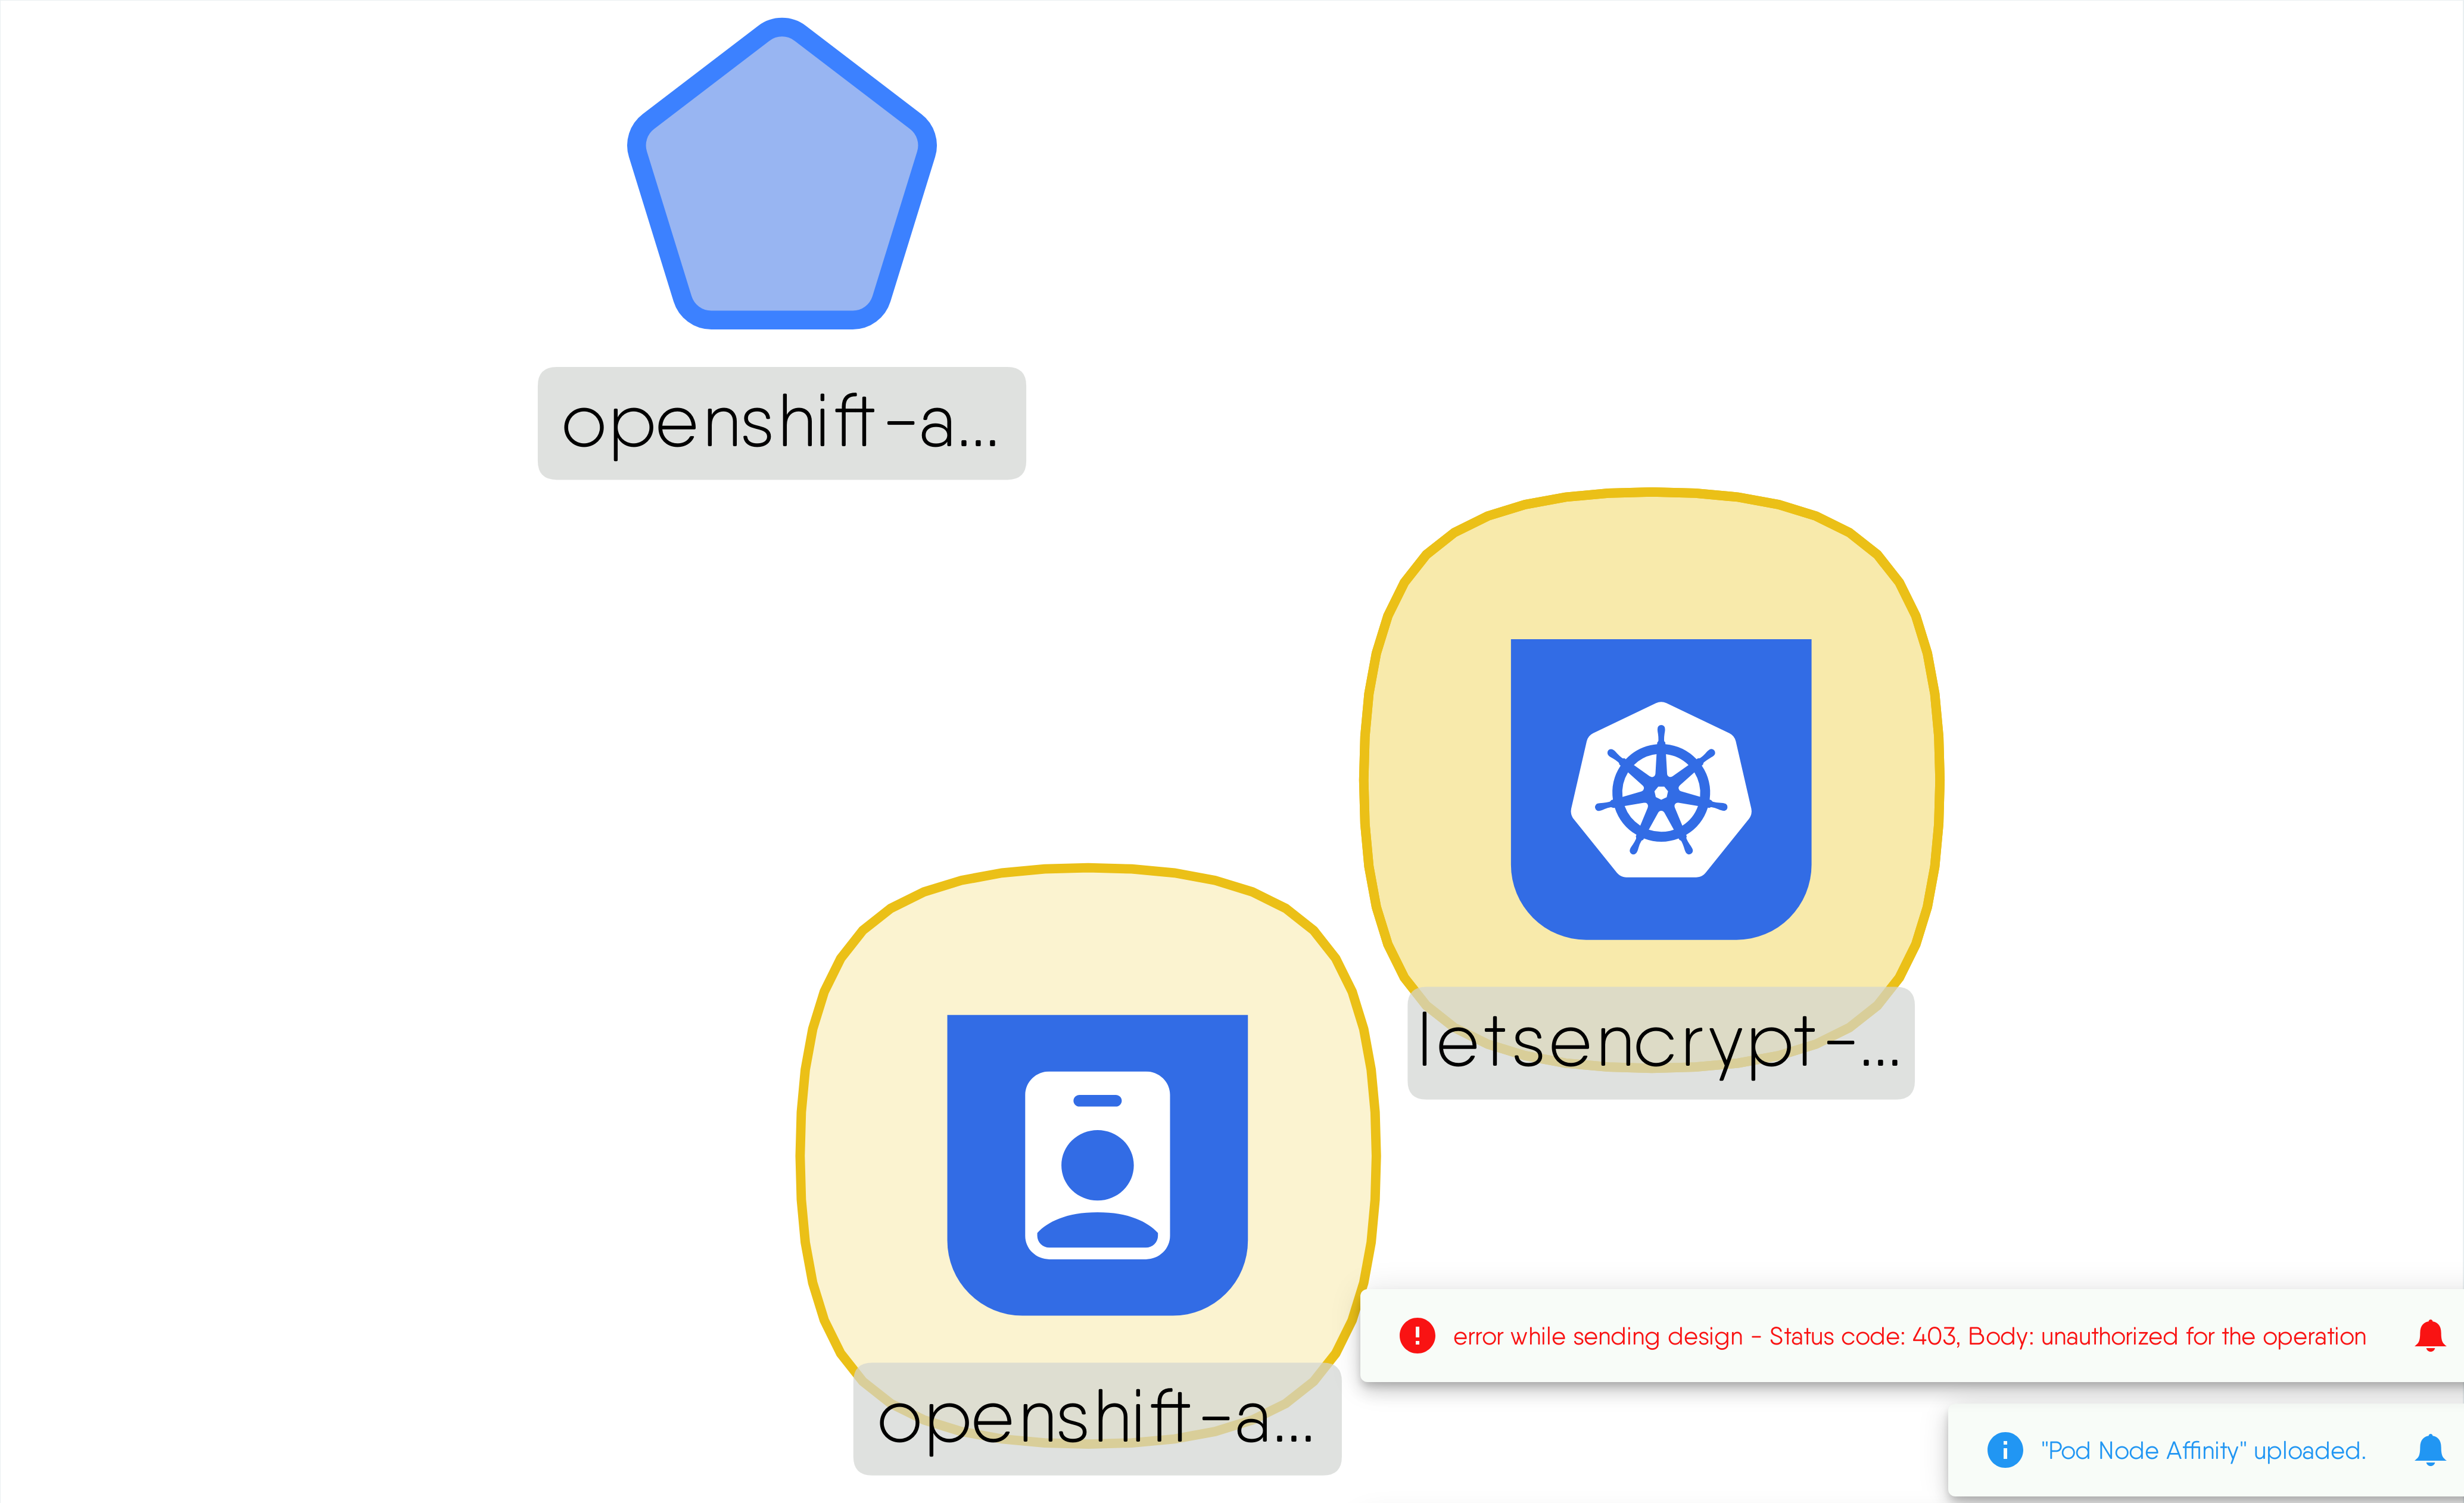 openshift-a...
letsencrypt-...
error while sending design - Status code: 403, Body: unauthorized for the operation
openshift-a...
"Pod Node Affinity" uploaded.